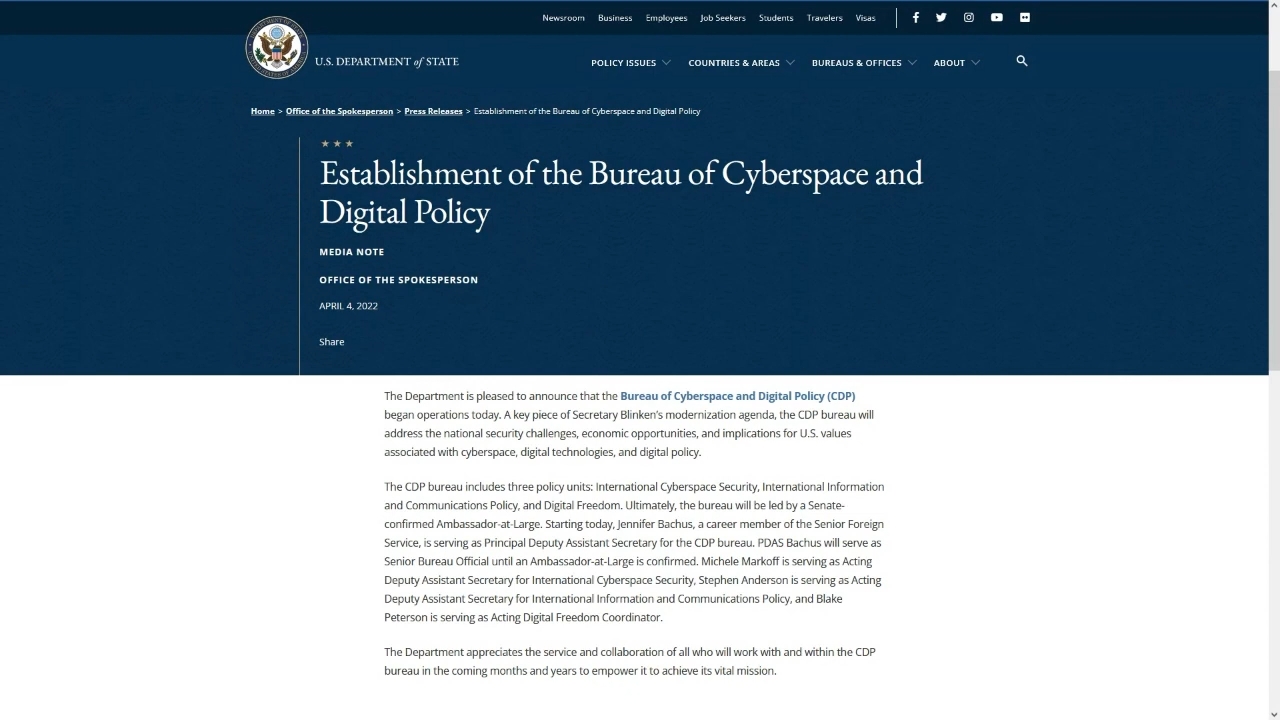 Newsroom Business Employees Job Seekers Students Travelers Visas
U.S. DEPARTMENT of STATE
POLICY ISSUES COUNTRIES & AREAS BUREAUS & OFFICES ABOUT
Home > Office of the Spokesperson > Press Releases > Establishment of the Bureau of Cyberspace and Digital Policy
Establishment of the Bureau of Cyberspace and
Digital Policy
MEDIA NOTE
OFFICE OF THE SPOKESPERSON
APRIL 4, 2022
Share
The Department is pleased to announce that the Bureau of Cyberspace and Digital Policy (CDP)
began operations today. A key piece of Secretary Blinken's modernization agenda, the CDP bureau will
address the national security challenges, economic opportunities, and implications for U.S. values
associated with cyberspace, digital technologies, and digital policy.
The CDP bureau includes three policy units: International Cyberspace Security, International Information
and Communications Policy, and Digital Freedom. Ultimately, the bureau will be led by a Senate-
confirmed Ambassador-at-Large. Starting today, Jennifer Bachus, a career member of the Senior Foreign
Service, is serving as Principal Deputy Assistant Secretary for the CDP bureau. PDAS Bachus will serve as
Senior Bureau Official until an Ambassador-at-Large is confirmed. Michele Markoff is serving as Acting
Deputy Assistant Secretary for International Cyberspace Security, Stephen Anderson is serving as Acting
Deputy Assistant Secretary for International Information and Communications Policy, and Blake
Peterson is serving as Acting Digital Freedom Coordinator.
The Department appreciates the service and collaboration of all who will work with and within the CDP
bureau in the coming months and years to empower it to achieve its vital mission.